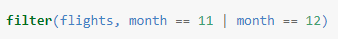 filter(flights, month == 11 | month == 12)